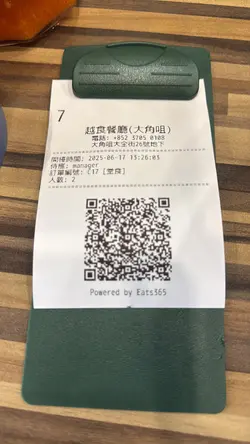 7
越良餐廳(大角咀)
電話: +852 3705 0108
大角咀大全街26號地下
開檯時間: 2025-06-17 13:26:03
侍應: manager
訂單編號: (17 [堂食]
人數: 2
Powered by Eats365